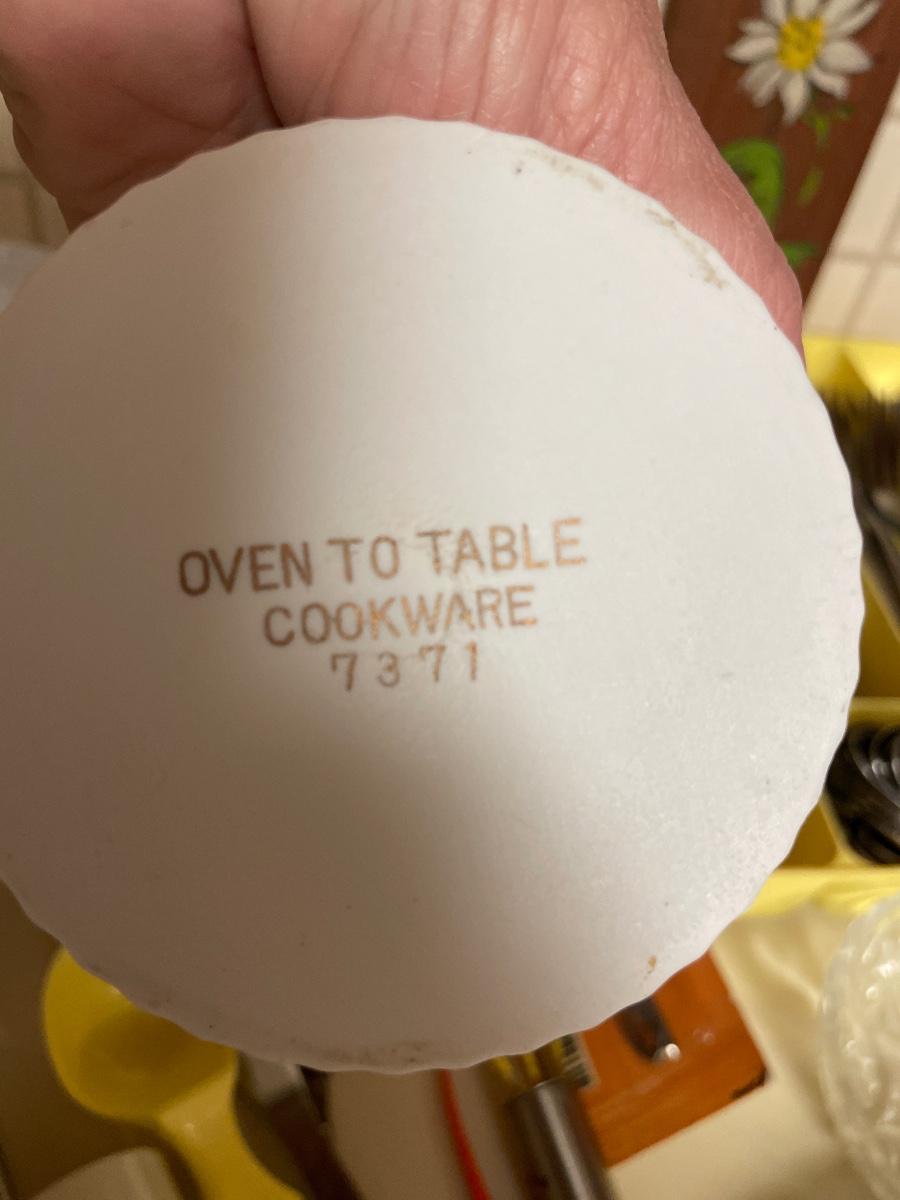 OVEN TO TABLE
COOKWARE
7371